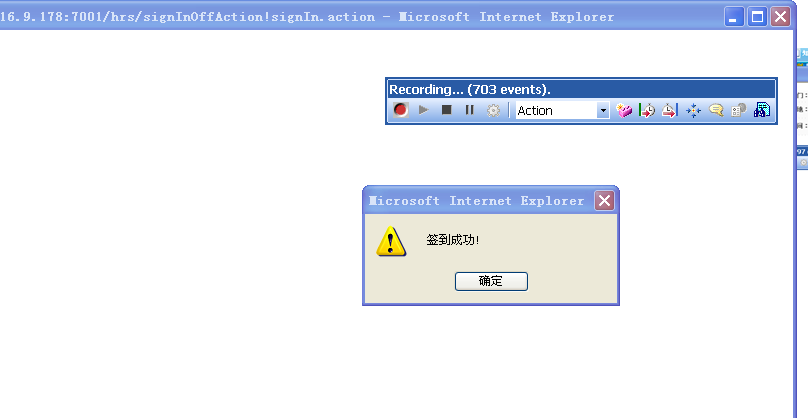 16.9.178:7001/hrs/signInOffAction!signIn.action - Microsoft Internet Explorer
Recording... (703 events).
Action
Microsoft Internet Explorer
签到成功!
确定